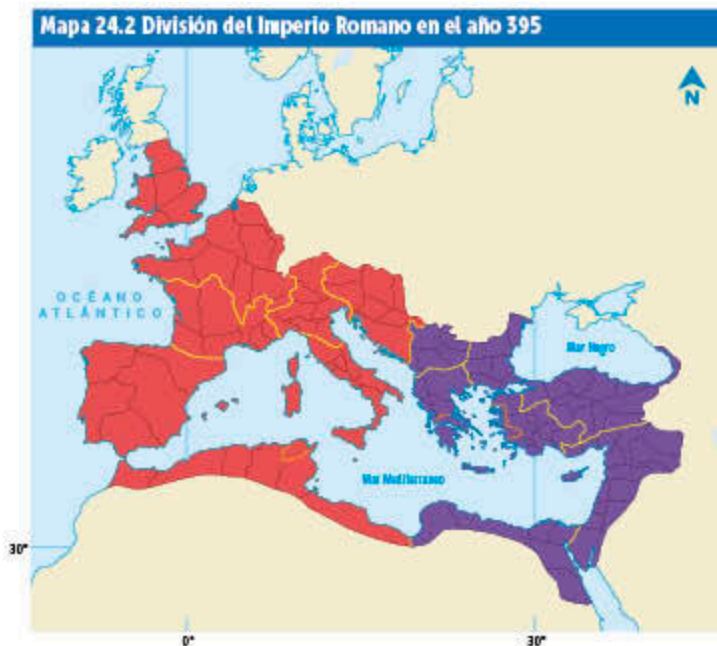 Mapa 24.2 División del Imperio Romano en el año 395
N
OCÉANO
ATLÁNTICO
Mar Negro
Mar Mediterraneo
30°
0°
30°